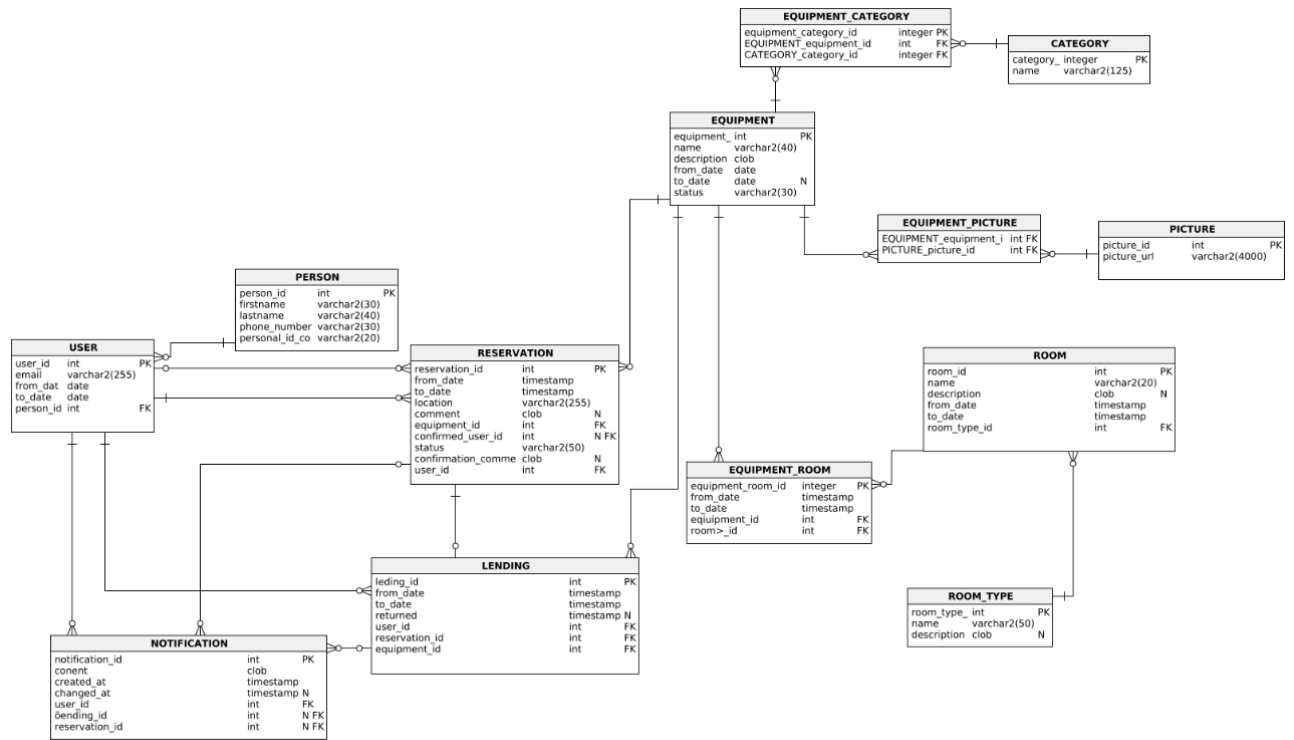 EQUIPMENT_CATEGORY
equipment_category_id integer PK
EQUIPMENT_equipment_id int FK
CATEGORY_category_id integer FK
CATEGORY
category_ integer PK
name varchar2(125)
EQUIPMENT
equipment_ int PK
name varchar2(40)
description clob
from_date date
to_date date N
status varchar2(30)
EQUIPMENT_PICTURE
EQUIPMENT_equipment_i int FK
PICTURE_picture_id int FK
PICTURE
picture_id int PK
picture_url varchar2(4000)
PERSON
person_id int PK
firstname varchar2(30)
lastname varchar2(40)
phone_number varchar2(30)
personal_id_co varchar2(20)
USER
user_id int PK
email varchar2(255)
from_dat date
to_date date
person_id int FK
RESERVATION
reservation_id int PK
from_date timestamp
to_date timestamp
location varchar2(255)
comment clob N
equipment_id int FK
confirmed_user_id int N FK
status varchar2(50)
confirmation_comme clob N
user_id int FK
ROOM
room_id int PK
name varchar2(20)
description clob N
from_date timestamp
to_date timestamp
room_type_id int FK
EQUIPMENT_ROOM
equipment_room_id integer PK
from_date timestamp
to_date timestamp
eqiuipment_id int FK
room>_id int FK
LENDING
leding_id int PK
from_date timestamp
to_date timestamp
returned timestamp N
user_id int FK
reservation_id int FK
equipment_id int FK
ROOM_TYPE
room_type_ int PK
name varchar2(50)
description clob N
NOTIFICATION
notification_id int PK
conent clob
created_at timestamp
changed_at timestamp N
user_id int FK
öending_id int N FK
reservation_id int N FK